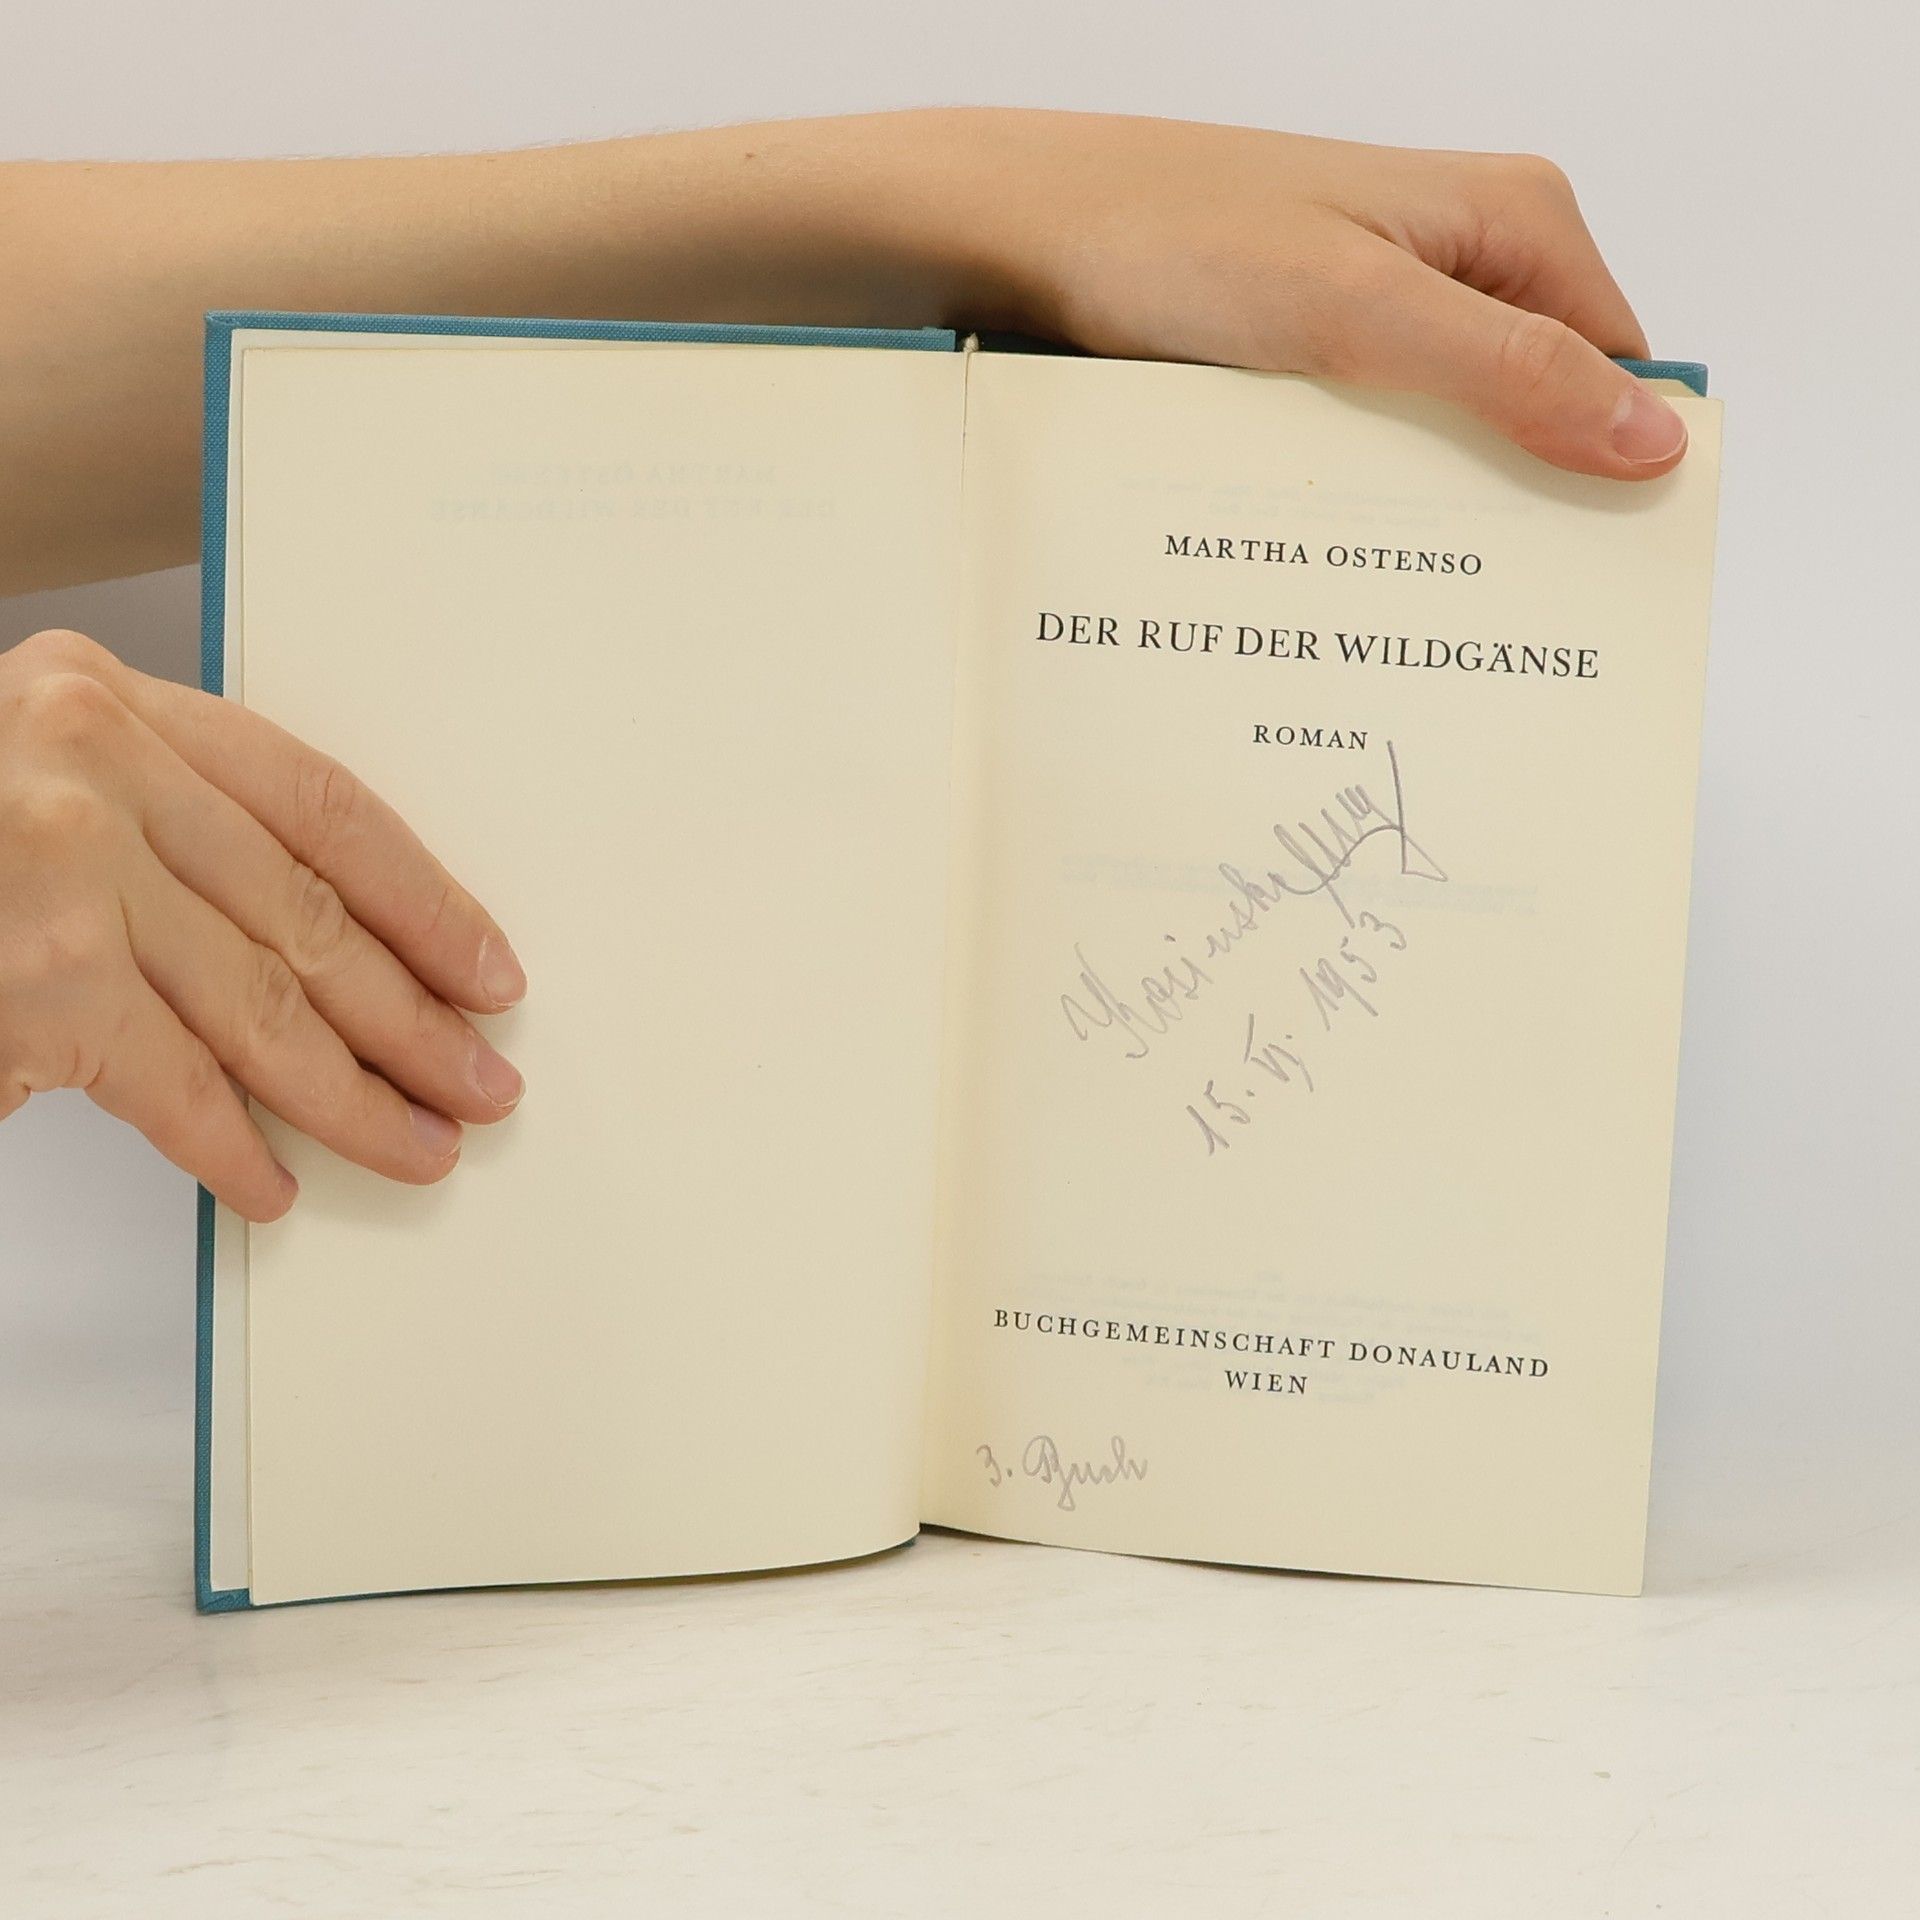 MARTHA OSTENSO
DER RUF DER WILDGÄNSE
ROMAN
15. VI. 1953
BUCHGEMEINSCHAFT DONAULAND
WIEN
3. Buch